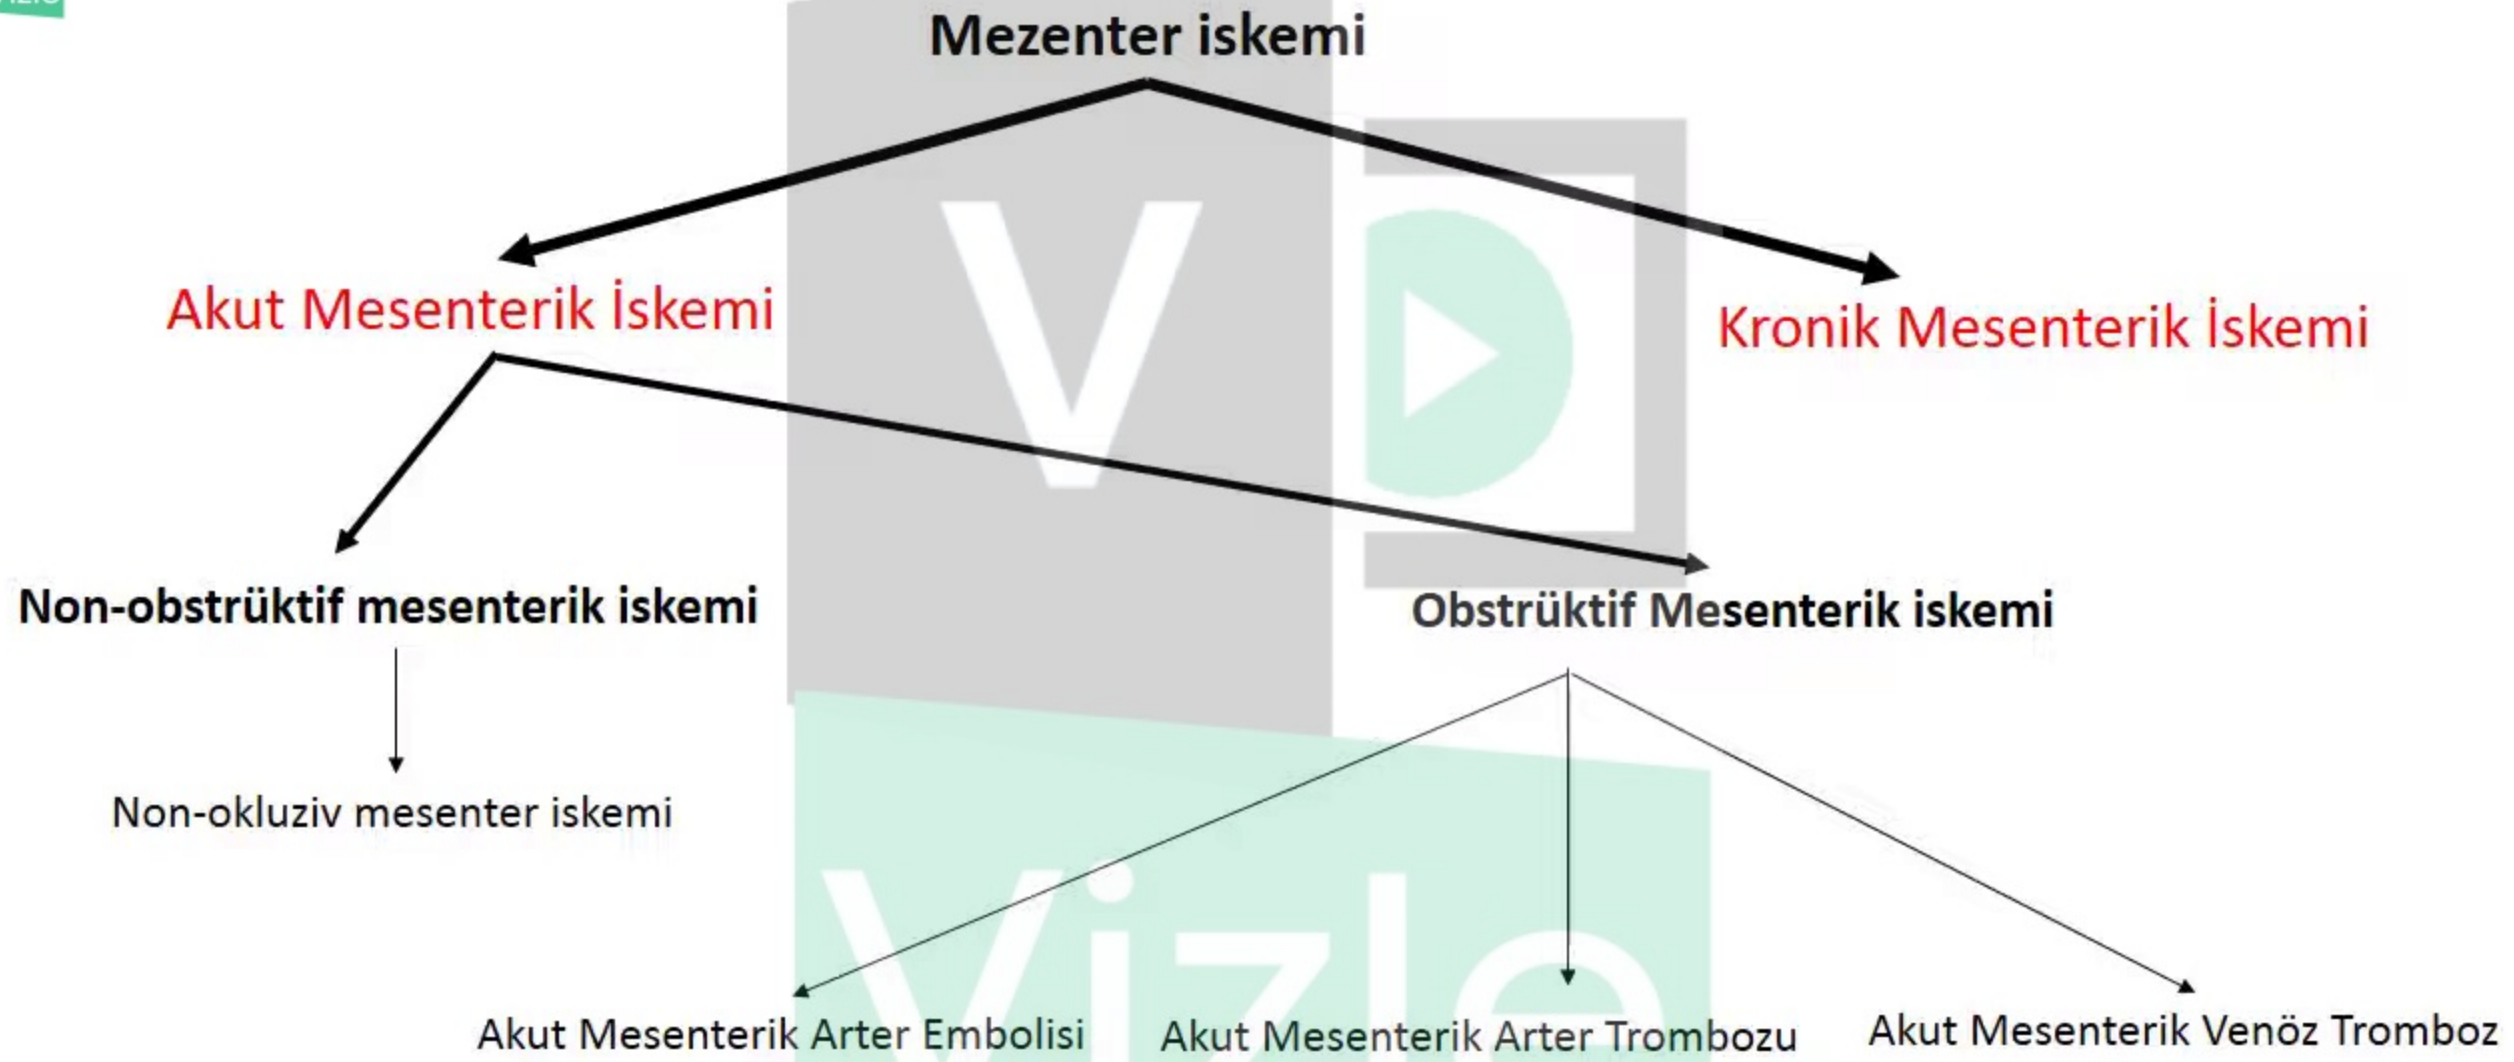 Mezenter iskemi
Akut Mesenterik İskemi
Kronik Mesenterik İskemi
Non-obstrüktif mesenterik iskemi
Obstrüktif Mesenterik iskemi
Non-okluziv mesenter iskemi
Akut Mesenterik Arter Embolisi
Akut Mesenterik Arter Trombozu
Akut Mesenterik Venöz Tromboz
V
Vizle